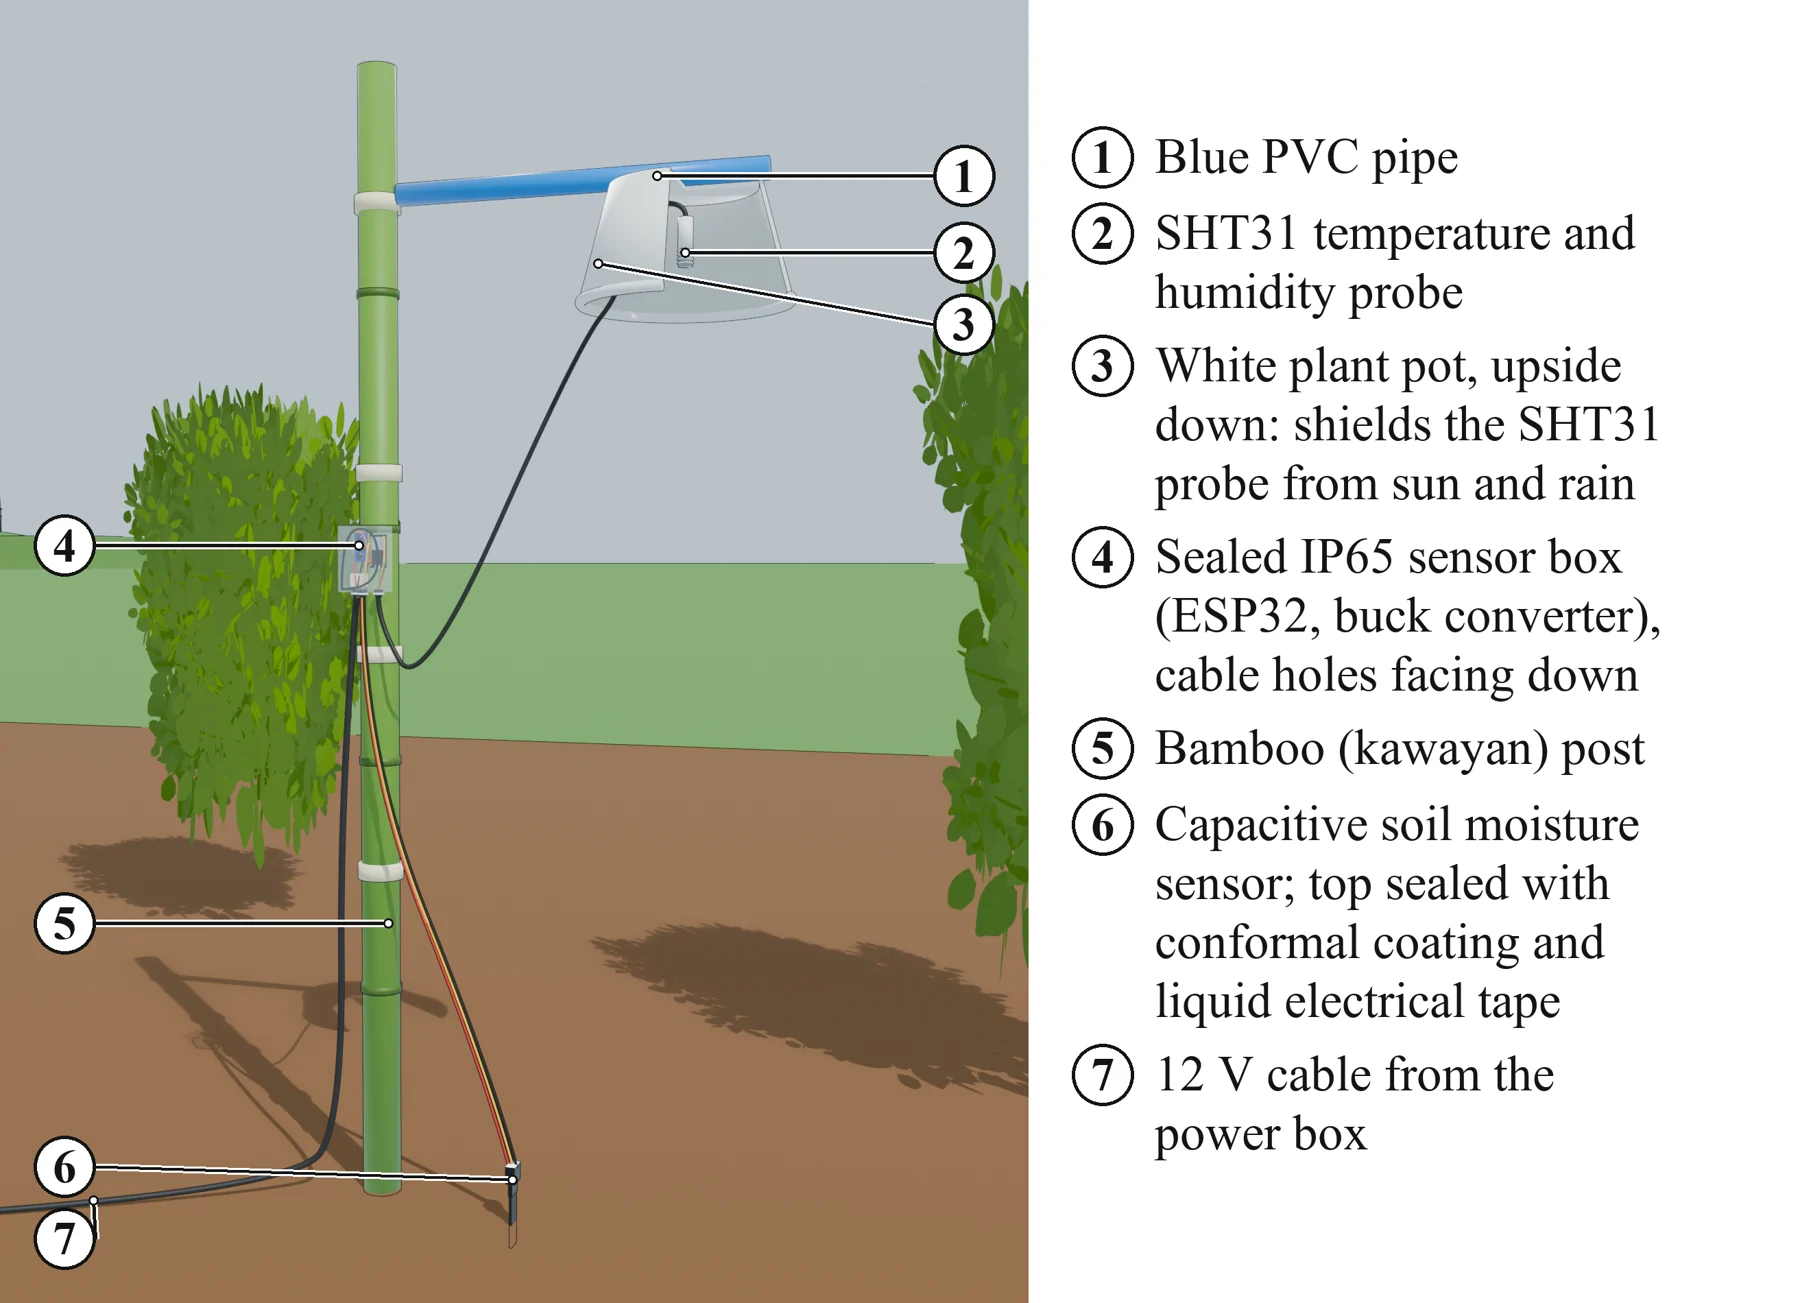 1
2
3
4
5
6
7
1 Blue PVC pipe
2 SHT31 temperature and
humidity probe
3 White plant pot, upside
down: shields the SHT31
probe from sun and rain
4 Sealed IP65 sensor box
(ESP32, buck converter),
cable holes facing down
5 Bamboo (kawayan) post
6 Capacitive soil moisture
sensor; top sealed with
conformal coating and
liquid electrical tape
7 12 V cable from the
power box